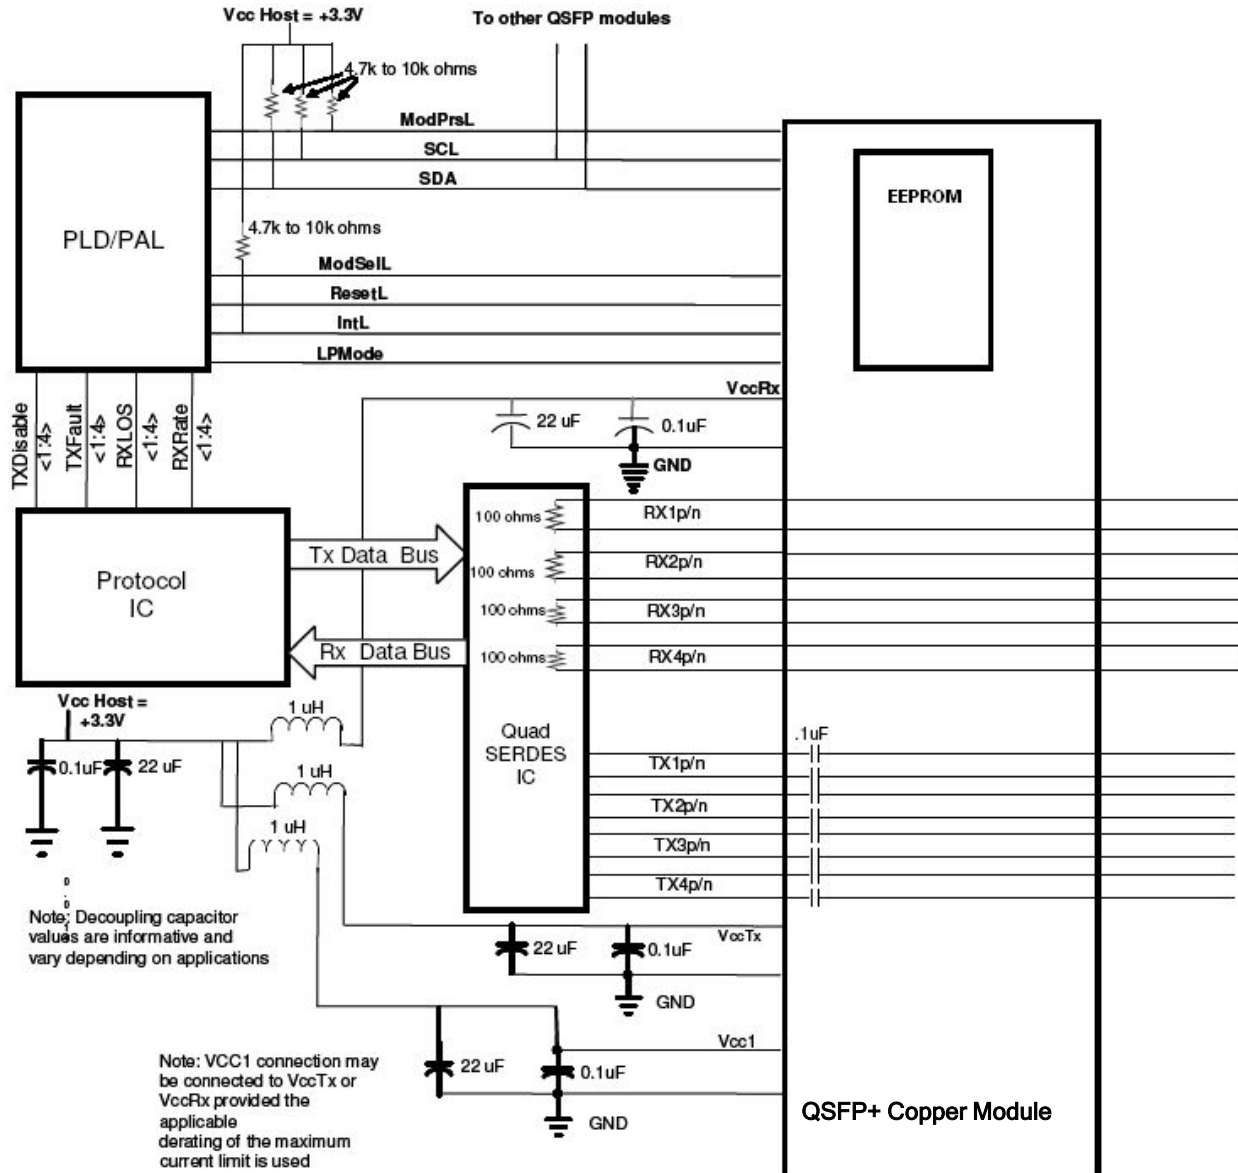 Vcc Host = +3.3V
To other QSFP modules
4.7k to 10k ohms
ModPrsL
SCL
SDA
EEPROM
PLD/PAL
4.7k to 10k ohms
ModSelL
ResetL
IntL
LPMode
VccRx
TXDisable
<1:4>
TXFault
<1:4>
RXLOS
<1:4>
RXRate
<1:4>
22 uF
0.1uF
GND
100 ohms
RX1p/n
Tx Data Bus
100 ohms
RX2p/n
Protocol
IC
100 ohms
RX3p/n
Rx Data Bus
100 ohms
RX4p/n
Vcc Host =
+3.3V
1 uH
Quad
SERDES
IC
.1uF
0.1uF
22 uF
1 uH
TX1p/n
TX2p/n
1 uH
TX3p/n
TX4p/n
Note: Decoupling capacitor
values are informative and
vary depending on applications
VccTx
22 uF
0.1uF
GND
Vcc1
Note: VCC1 connection may
be connected to VccTx or
VccRx provided the
applicable
derating of the maximum
current limit is used
22 uF
0.1uF
GND
QSFP+ Copper Module